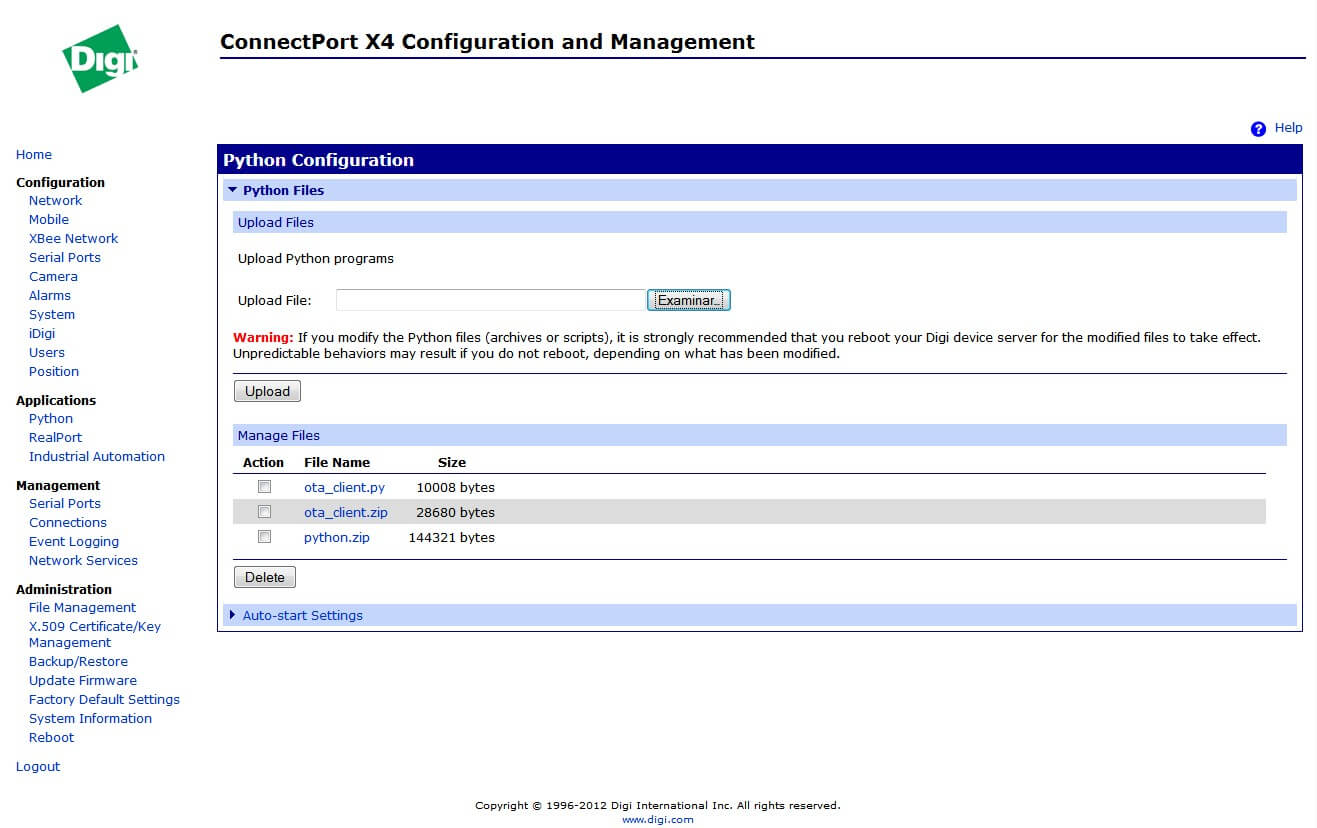 Digi
ConnectPort X4 Configuration and Management
? Help
Home
Configuration
Network
Mobile
XBee Network
Serial Ports
Camera
Alarms
System
iDigi
Users
Position
Applications
Python
RealPort
Industrial Automation
Management
Serial Ports
Connections
Event Logging
Network Services
Administration
File Management
X.509 Certificate/Key
Management
Backup/Restore
Update Firmware
Factory Default Settings
System Information
Reboot
Logout
Python Configuration
Python Files
Upload Files
Upload Python programs
Upload File: Examinar...
Warning: If you modify the Python files (archives or scripts), it is strongly recommended that you reboot your Digi device server for the modified files to take effect.
Unpredictable behaviors may result if you do not reboot, depending on what has been modified.
Upload
Manage Files
Action File Name Size
ota_client.py 10008 bytes
ota_client.zip 28680 bytes
python.zip 144321 bytes
Delete
Auto-start Settings
Copyright © 1996-2012 Digi International Inc. All rights reserved.
www.digi.com